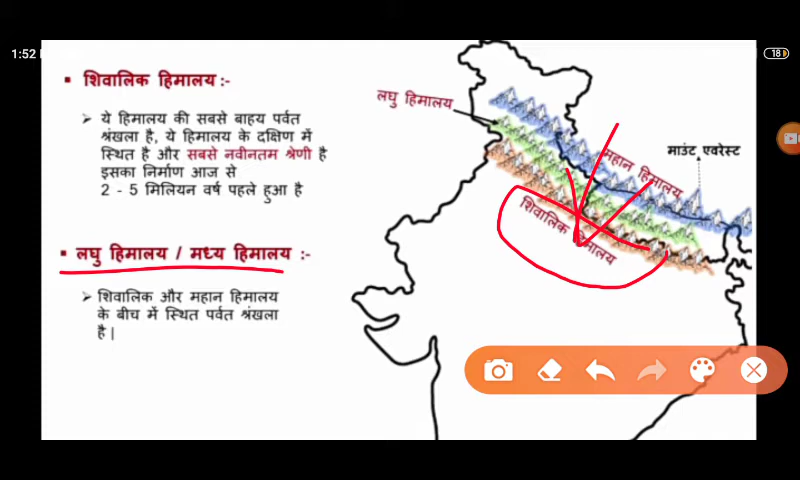 1:52
18
शिवालिक हिमालय :-
ये हिमालय की सबसे बाहय पर्वत
श्रंखला है, ये हिमालय के दक्षिण में
स्थित है और सबसे नवीनतम श्रेणी है
इसका निर्माण आज से
2 - 5 मिलियन वर्ष पहले हुआ है
लघु हिमालय / मध्य हिमालय :-
शिवालिक और महान हिमालय
के बीच में स्थित पर्वत श्रंखला
है |
लघु हिमालय
महान हिमालय
माउंट एवरेस्ट
शिवालिक हिमालय